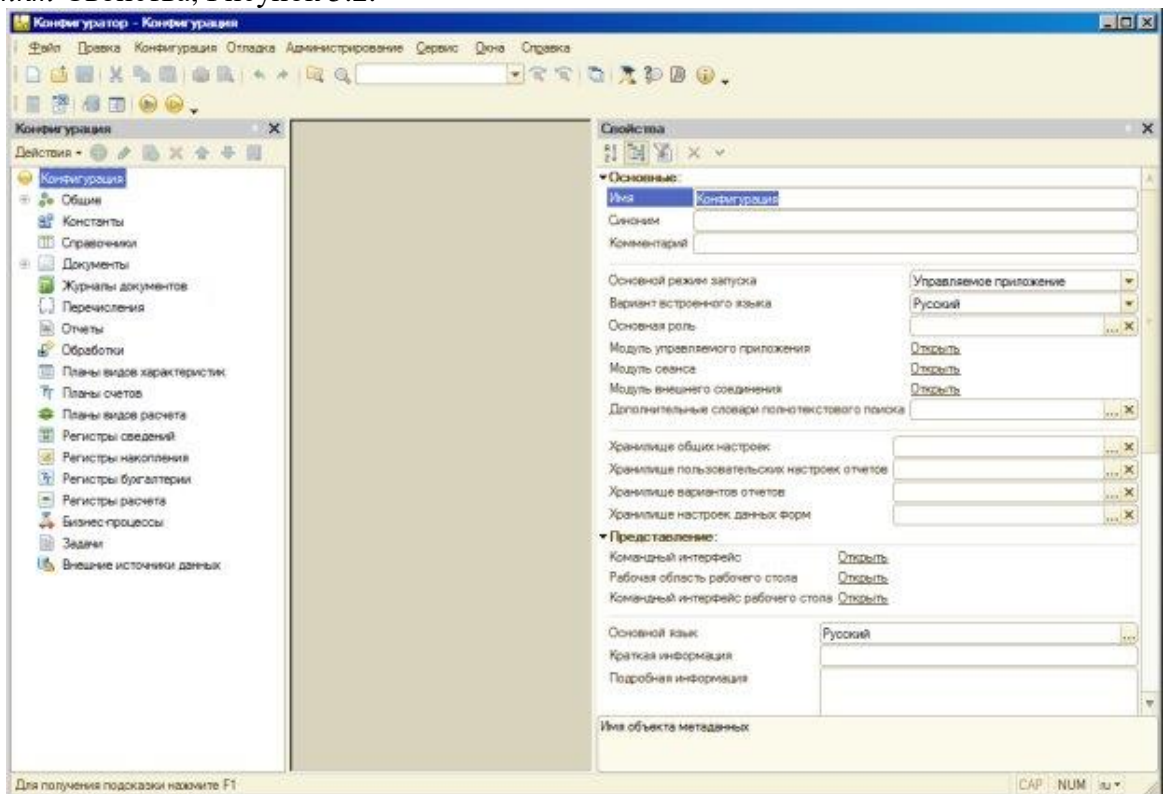 Свойства, Рисунок 3.2.
Конфигуратор - Конфигурация
Файл Правка Конфигурация Отладка Администрирование Сервис Окна Справка
Конфигурация
Действия
Конфигурация
Общие
Константы
Справочники
Документы
Журналы документов
Перечисления
Отчеты
Обработки
Планы видов характеристик
Планы счетов
Планы видов расчета
Регистры сведений
Регистры накопления
Регистры бухгалтерии
Регистры расчета
Бизнес-процессы
Задачи
Внешние источники данных
Свойства
Основные:
Имя Конфигурация
Синоним
Комментарий
Основной режим запуска Управляемое приложение
Вариант встроенного языка Русский
Основная роль
Модуль управляемого приложения Открыть
Модуль сеанса Открыть
Модуль внешнего соединения Открыть
Дополнительные словари полнотекстового поиска
Хранилище общих настроек
Хранилище пользовательских настроек отчетов
Хранилище вариантов отчетов
Хранилище настроек данных форм
Представление:
Командный интерфейс Открыть
Рабочая область рабочего стола Открыть
Командный интерфейс рабочего стола Открыть
Основной язык Русский
Краткая информация
Подробная информация
Имя объекта метаданных
Для получения подсказки нажмите F1
CAP NUM ru